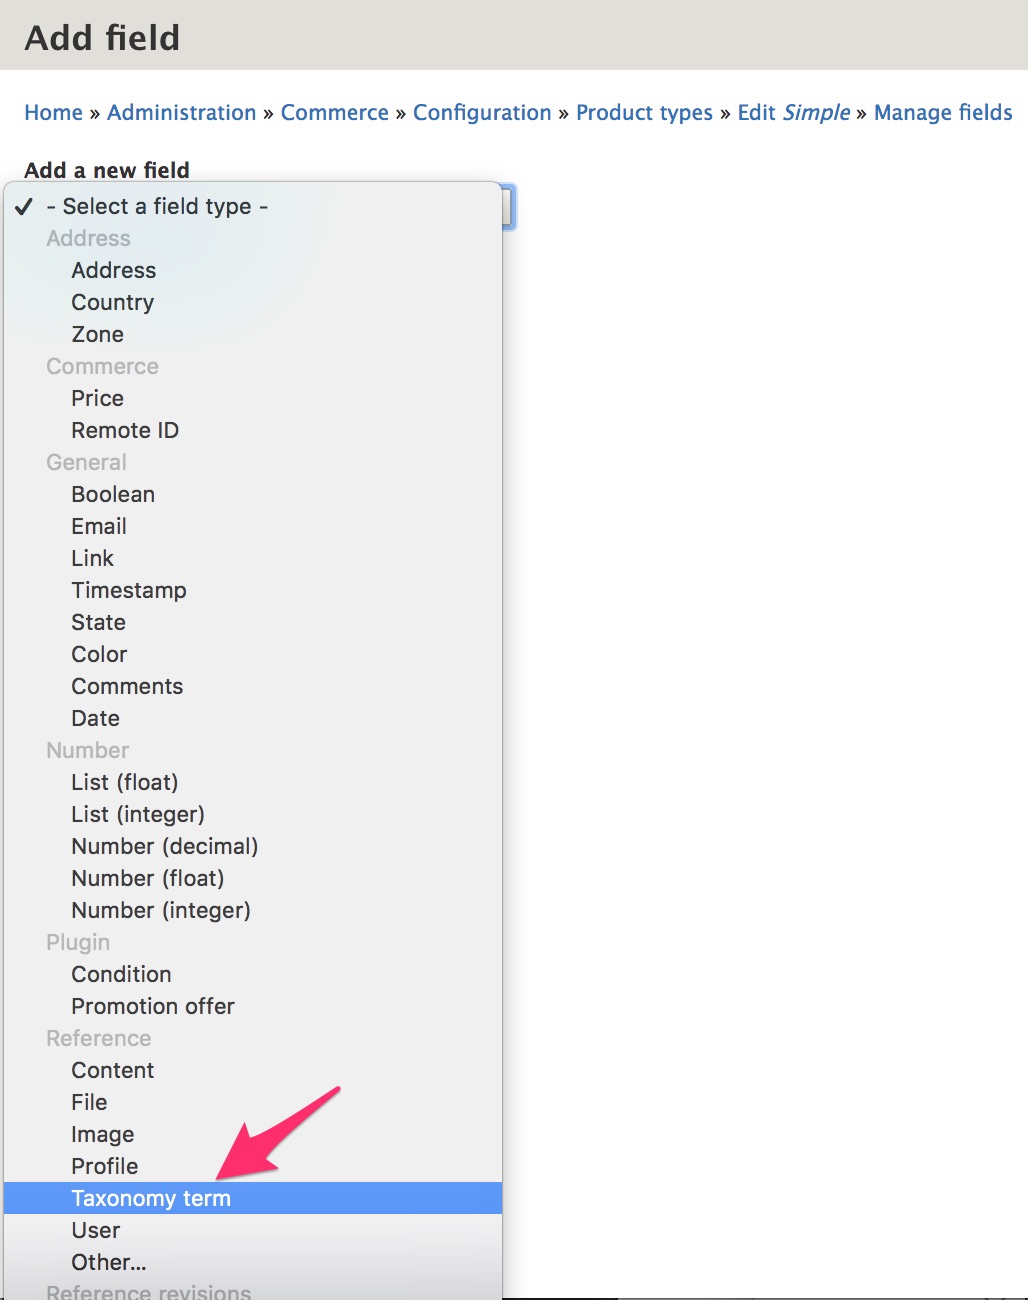 Add field
Home » Administration » Commerce » Configuration » Product types » Edit Simple » Manage fields
Add a new field
✓ - Select a field type -
Address
Address
Country
Zone
Commerce
Price
Remote ID
General
Boolean
Email
Link
Timestamp
State
Color
Comments
Date
Number
List (float)
List (integer)
Number (decimal)
Number (float)
Number (integer)
Plugin
Condition
Promotion offer
Reference
Content
File
Image
Profile
Taxonomy term
User
Other...
Reference revisions